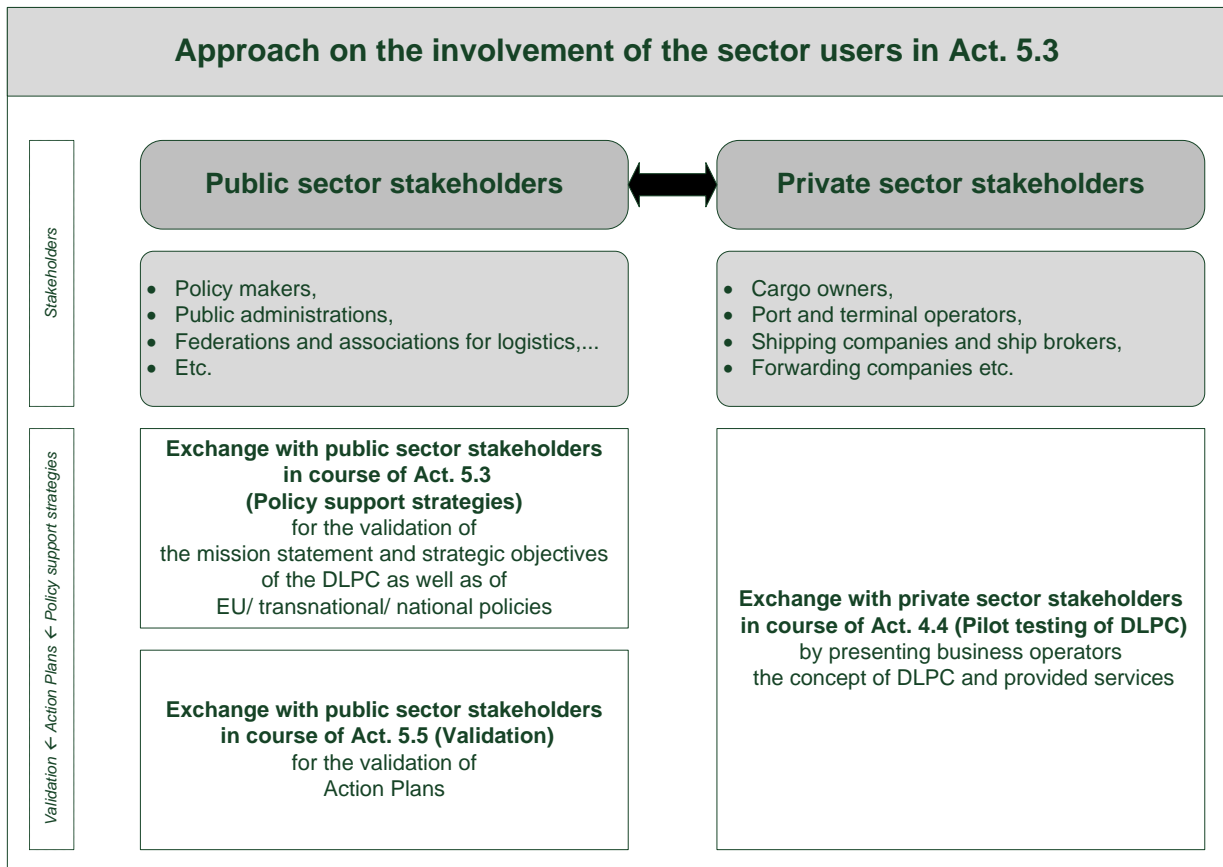 Approach on the involvement of the sector users in Act. 5.3
Stakeholders
Public sector stakeholders
Private sector stakeholders
• Policy makers,
• Public administrations,
• Federations and associations for logistics,...
• Etc.
• Cargo owners,
• Port and terminal operators,
• Shipping companies and ship brokers,
• Forwarding companies etc.
Validation ← Action Plans ← Policy support strategies
Exchange with public sector stakeholders
in course of Act. 5.3
(Policy support strategies)
for the validation of
the mission statement and strategic objectives
of the DLPC as well as of
EU/ transnational/ national policies
Exchange with public sector stakeholders
in course of Act. 5.5 (Validation)
for the validation of
Action Plans
Exchange with private sector stakeholders
in course of Act. 4.4 (Pilot testing of DLPC)
by presenting business operators
the concept of DLPC and provided services